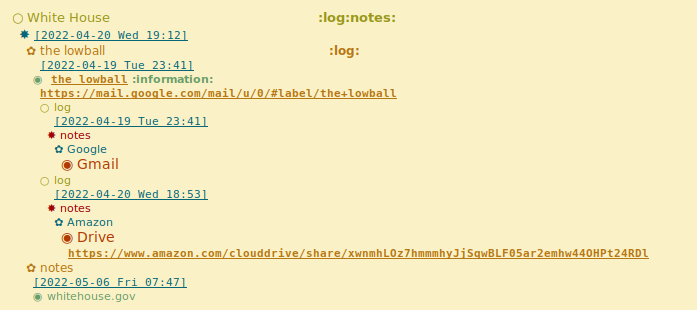 White House :log:notes:
[2022-04-20 Wed 19:12]
the lowball :log:
[2022-04-19 Tue 23:41]
the lowball :information:
https://mail.google.com/mail/u/0/#label/the+lowball
log
[2022-04-19 Tue 23:41]
notes
Google
Gmail
log
[2022-04-20 Wed 18:53]
notes
Amazon
Drive
https://www.amazon.com/clouddrive/share/xwnmhLOz7hmmmhyJjSqwBLF05ar2emhw44OHPt24RDl
notes
[2022-05-06 Fri 07:47]
whitehouse.gov